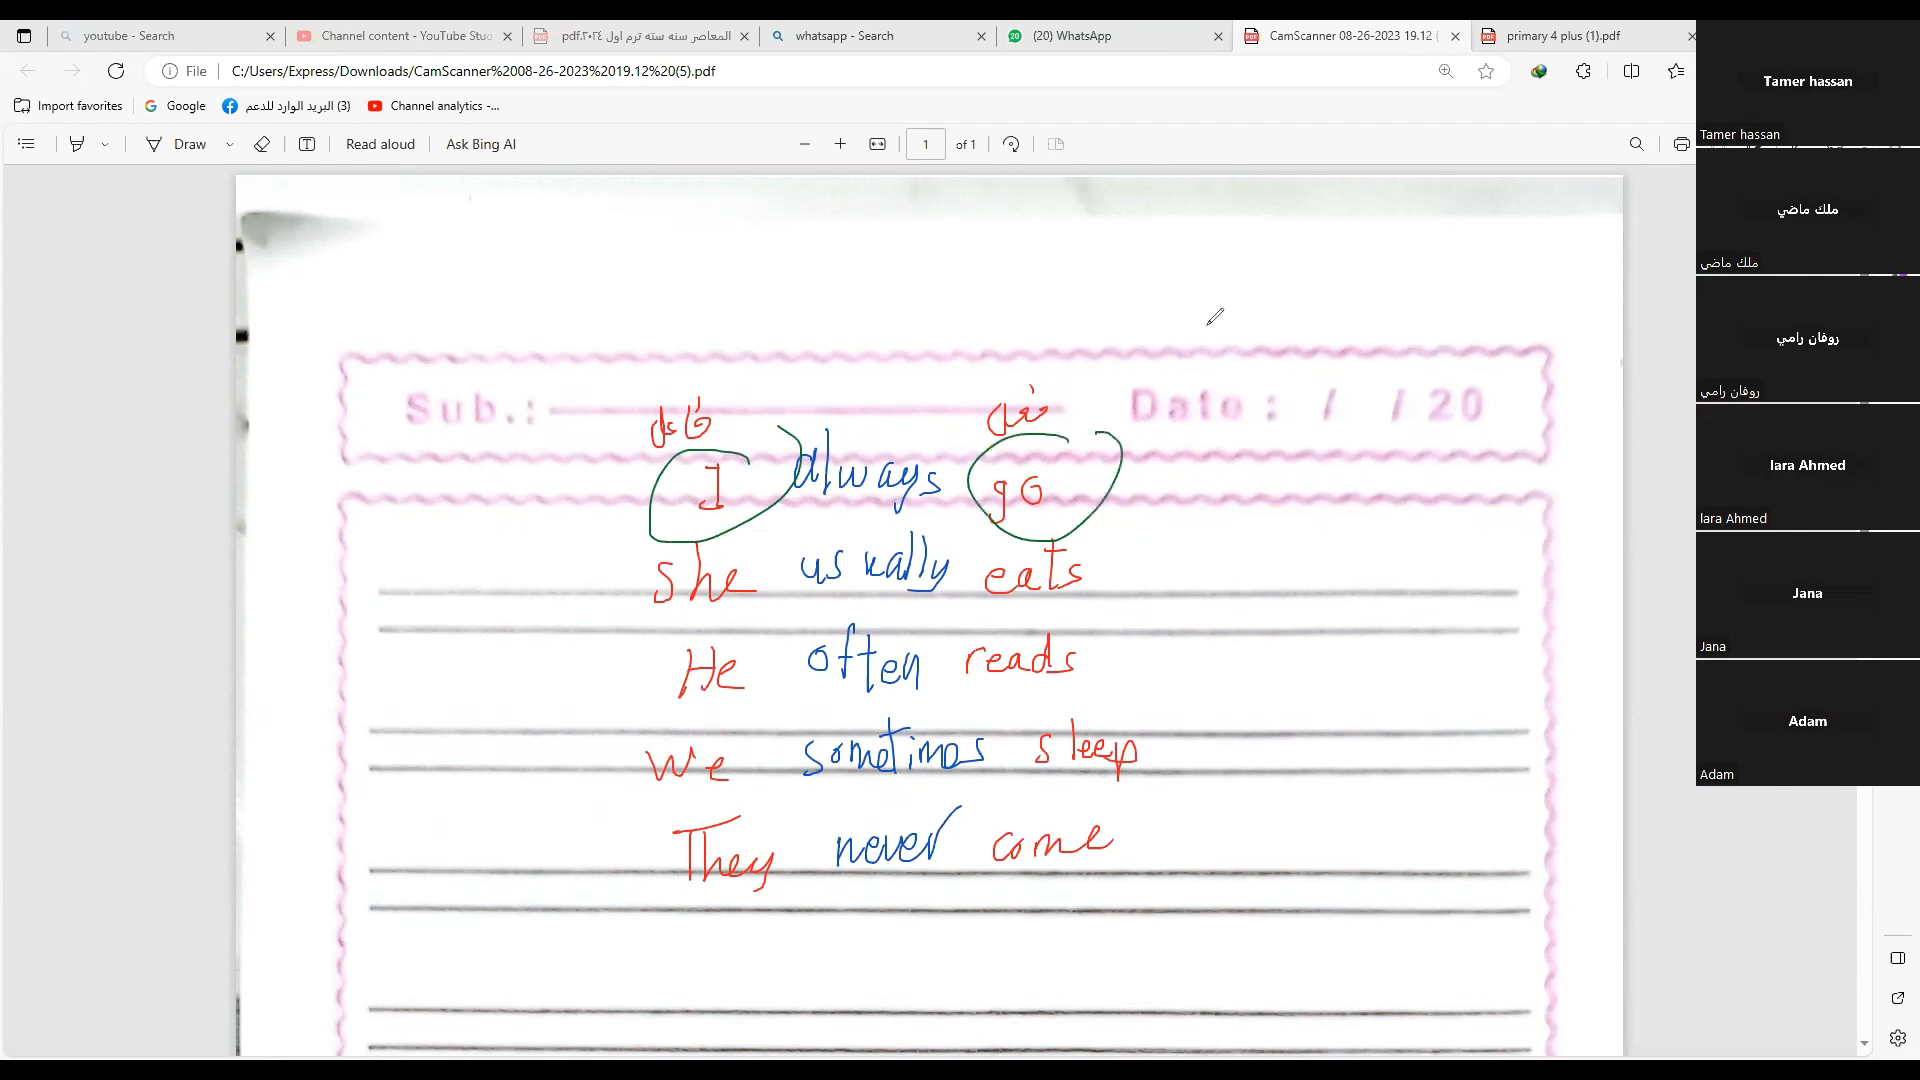 youtube - Search
Channel content - YouTube Stud
المعاصر سنه سته ترم اول ٢٠٢٤.pdf
whatsapp - Search
(20) WhatsApp
CamScanner 08-26-2023 19.12 (
primary 4 plus (1).pdf
File
C:/Users/Express/Downloads/CamScanner%2008-26-2023%2019.12%20(5).pdf
Import favorites
Google
(3) البريد الوارد للدعم
Channel analytics -...
Draw
Read aloud
Ask Bing AI
1 of 1
Sub.:
Date: / /20
فاعل
فعل
I always go
She usually eats
He often reads
We sometimes sleep
They never come
Tamer hassan
Tamer hassan
ملك ماضي
ملك ماضي
روفان رامي
روفان رامي
lara Ahmed
lara Ahmed
Jana
Jana
Adam
Adam